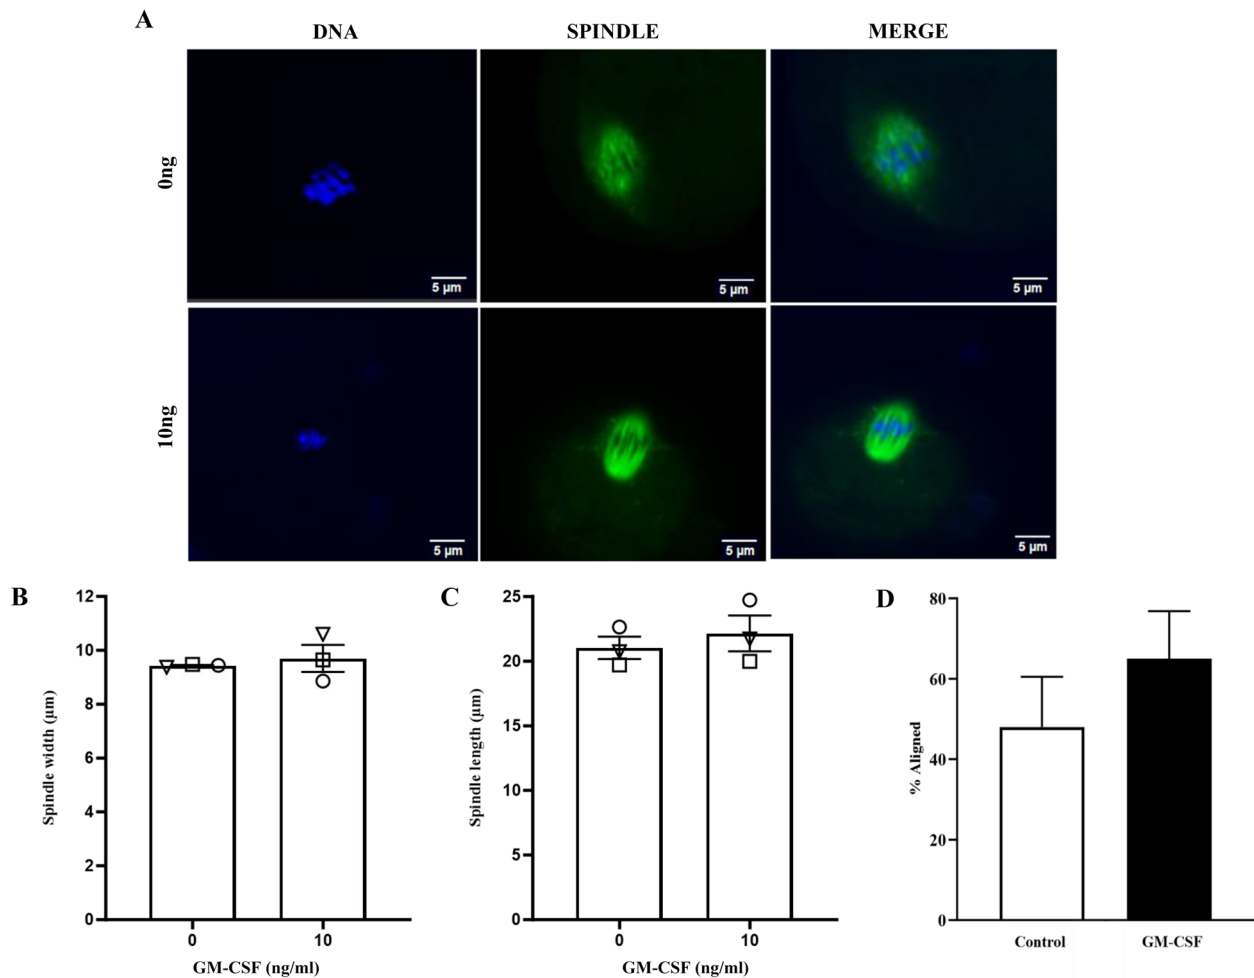 A
DNA
SPINDLE
MERGE
0ng
5 µm
5 µm
5 µm
10ng
5 µm
5 µm
5 µm
B
12
10
8
6
4
2
0
Spindle width (µm)
0
10
GM-CSF (ng/ml)
C
25
20
15
10
5
0
Spindle length (µm)
0
10
GM-CSF (ng/ml)
D
80
60
40
20
0
% Aligned
Control
GM-CSF